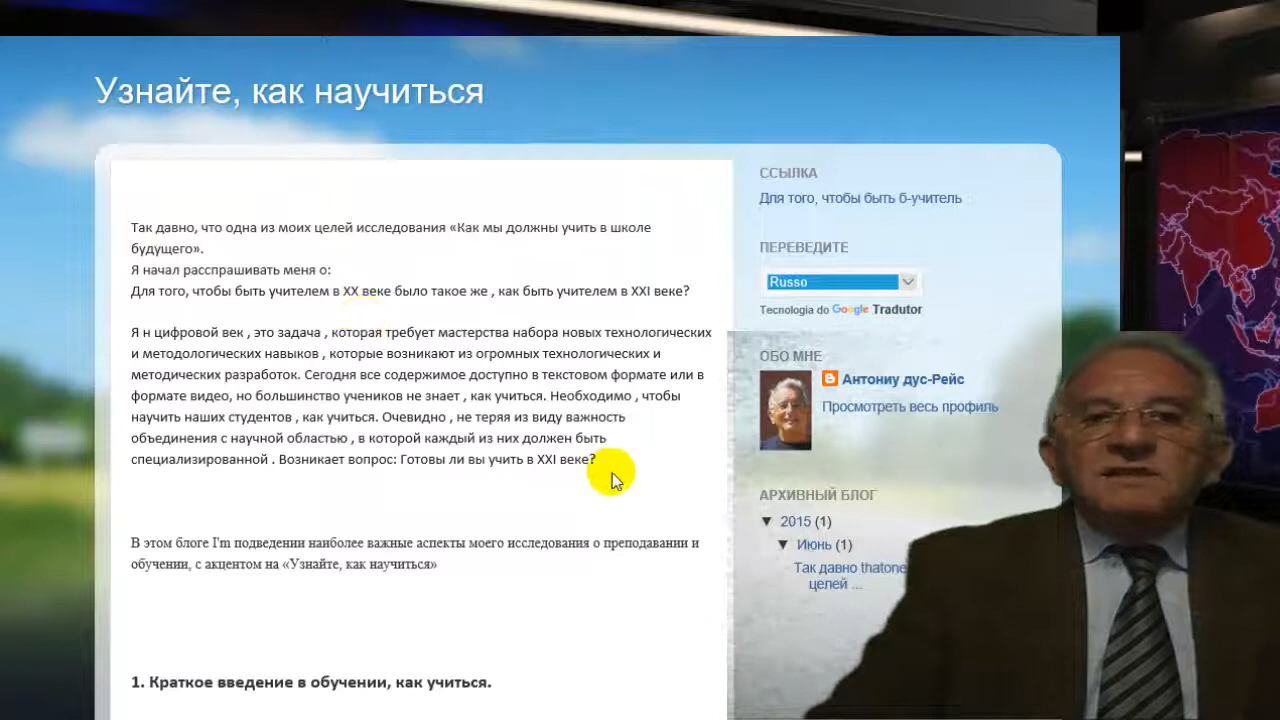 Узнайте, как научиться
Так давно, что одна из моих целей исследования «Как мы должны учить в школе
будущего».
Я начал расспрашивать меня о:
Для того, чтобы быть учителем в XX веке было такое же , как быть учителем в XXI веке?
Я н цифровой век , это задача , которая требует мастерства набора новых технологических
и методологических навыков , которые возникают из огромных технологических и
методических разработок. Сегодня все содержимое доступно в текстовом формате или в
формате видео, но большинство учеников не знает , как учиться. Необходимо , чтобы
научить наших студентов , как учиться. Очевидно , не теряя из виду важность
объединения с научной областью , в которой каждый из них должен быть
специализированной . Возникает вопрос: Готовы ли вы учить в XXI веке?
В этом блоге I'm подведении наиболее важные аспекты моего исследования о преподавании и
обучении, с акцентом на «Узнайте, как научиться»
1. Краткое введение в обучении, как учиться.
ССЫЛКА
Для того, чтобы быть б-учитель
ПЕРЕВЕДИТЕ
Russo
Tecnologia do Google Tradutor
ОБО МНЕ
Антониу дус-Рейс
Просмотреть весь профиль
АРХИВНЫЙ БЛОГ
▼ 2015 (1)
▼ Июнь (1)
Так давно thatone
целей ...